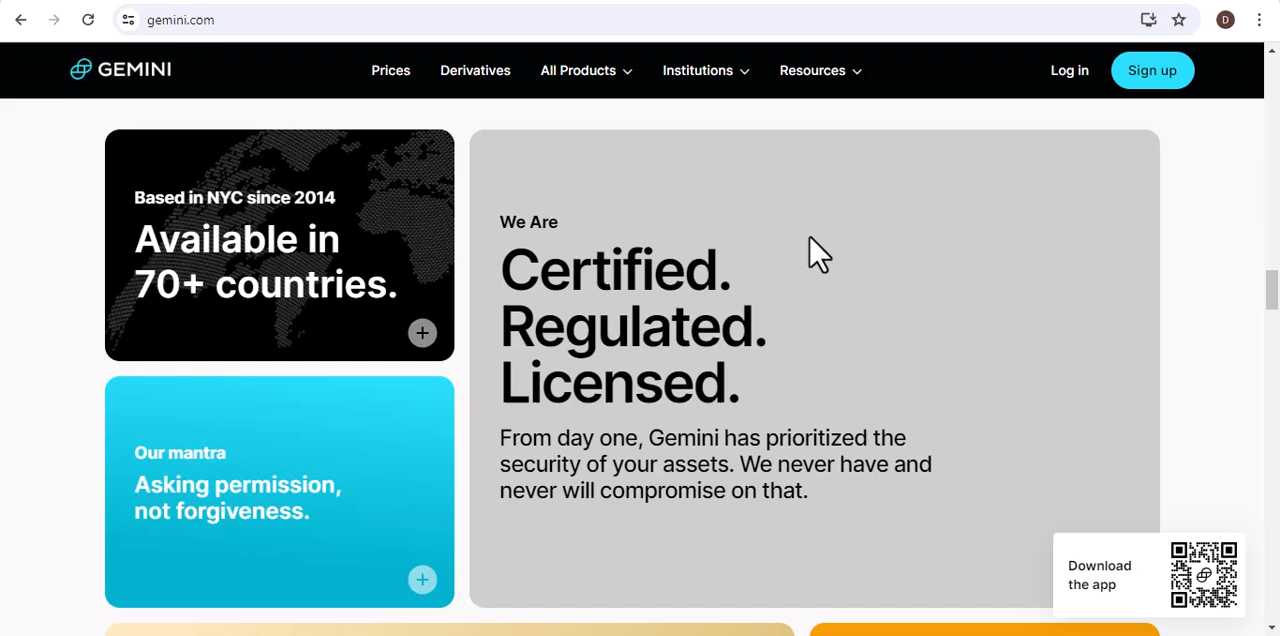 gemini.com
D
GEMINI
Prices
Derivatives
All Products
Institutions
Resources
Log in
Sign up
Based in NYC since 2014
Available in
70+ countries.
We Are
Certified.
Regulated.
Licensed.
From day one, Gemini has prioritized the
security of your assets. We never have and
never will compromise on that.
Our mantra
Asking permission,
not forgiveness.
Download
the app